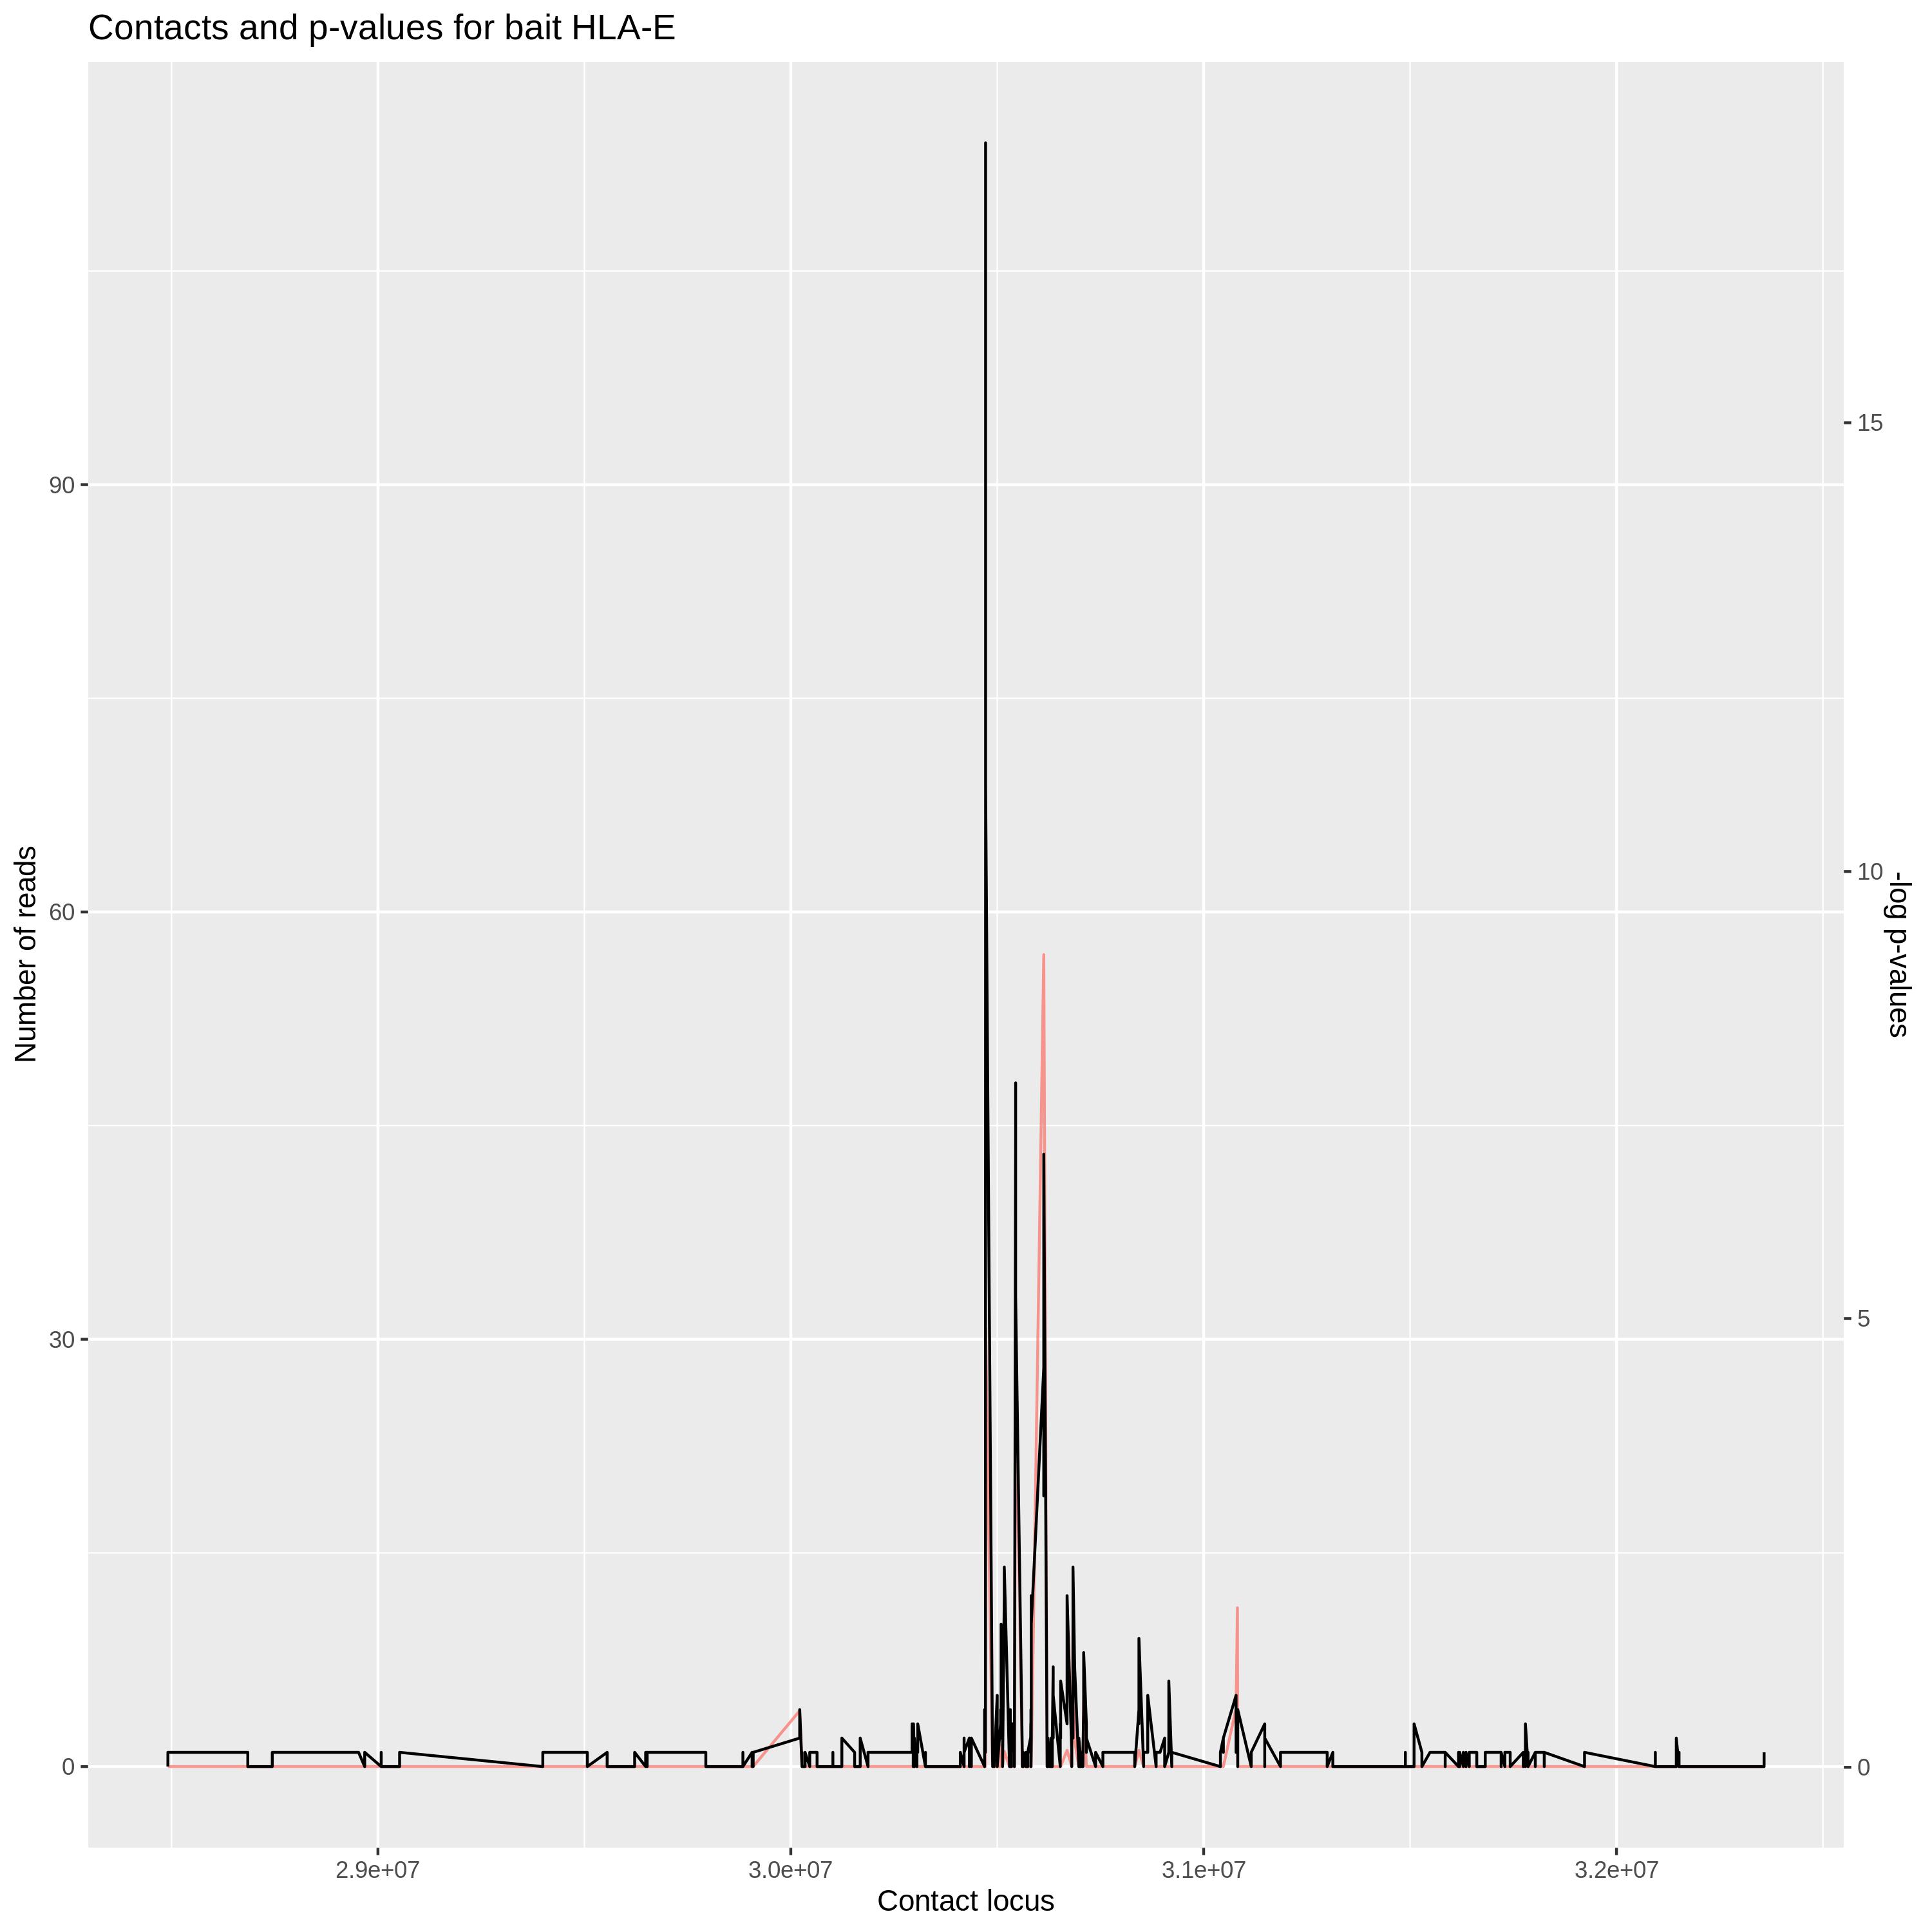 Contacts and p-values for bait HLA-E
Number of reads
90
60
30
0
15
10
5
0
-log p-values
2.9e+07
3.0e+07
3.1e+07
3.2e+07
Contact locus